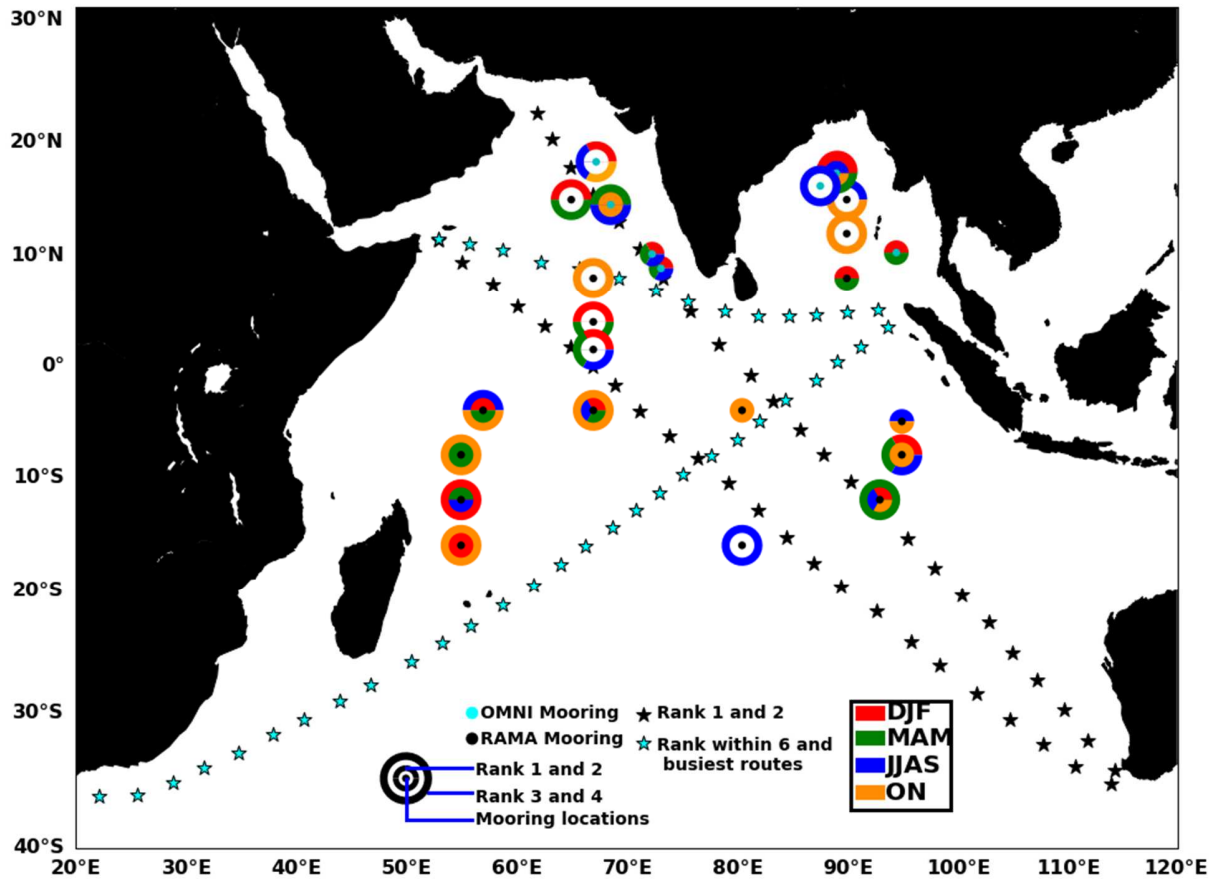 30°N
20°N
10°N
0°
10°S
20°S
30°S
40°S
20°E
30°E
40°E
50°E
60°E
70°E
80°E
90°E
100°E
110°E
120°E
OMNI Mooring
RAMA Mooring
Rank 1 and 2
Rank within 6 and
busiest routes
Rank 1 and 2
Rank 3 and 4
Mooring locations
DJF
MAM
JJAS
ON